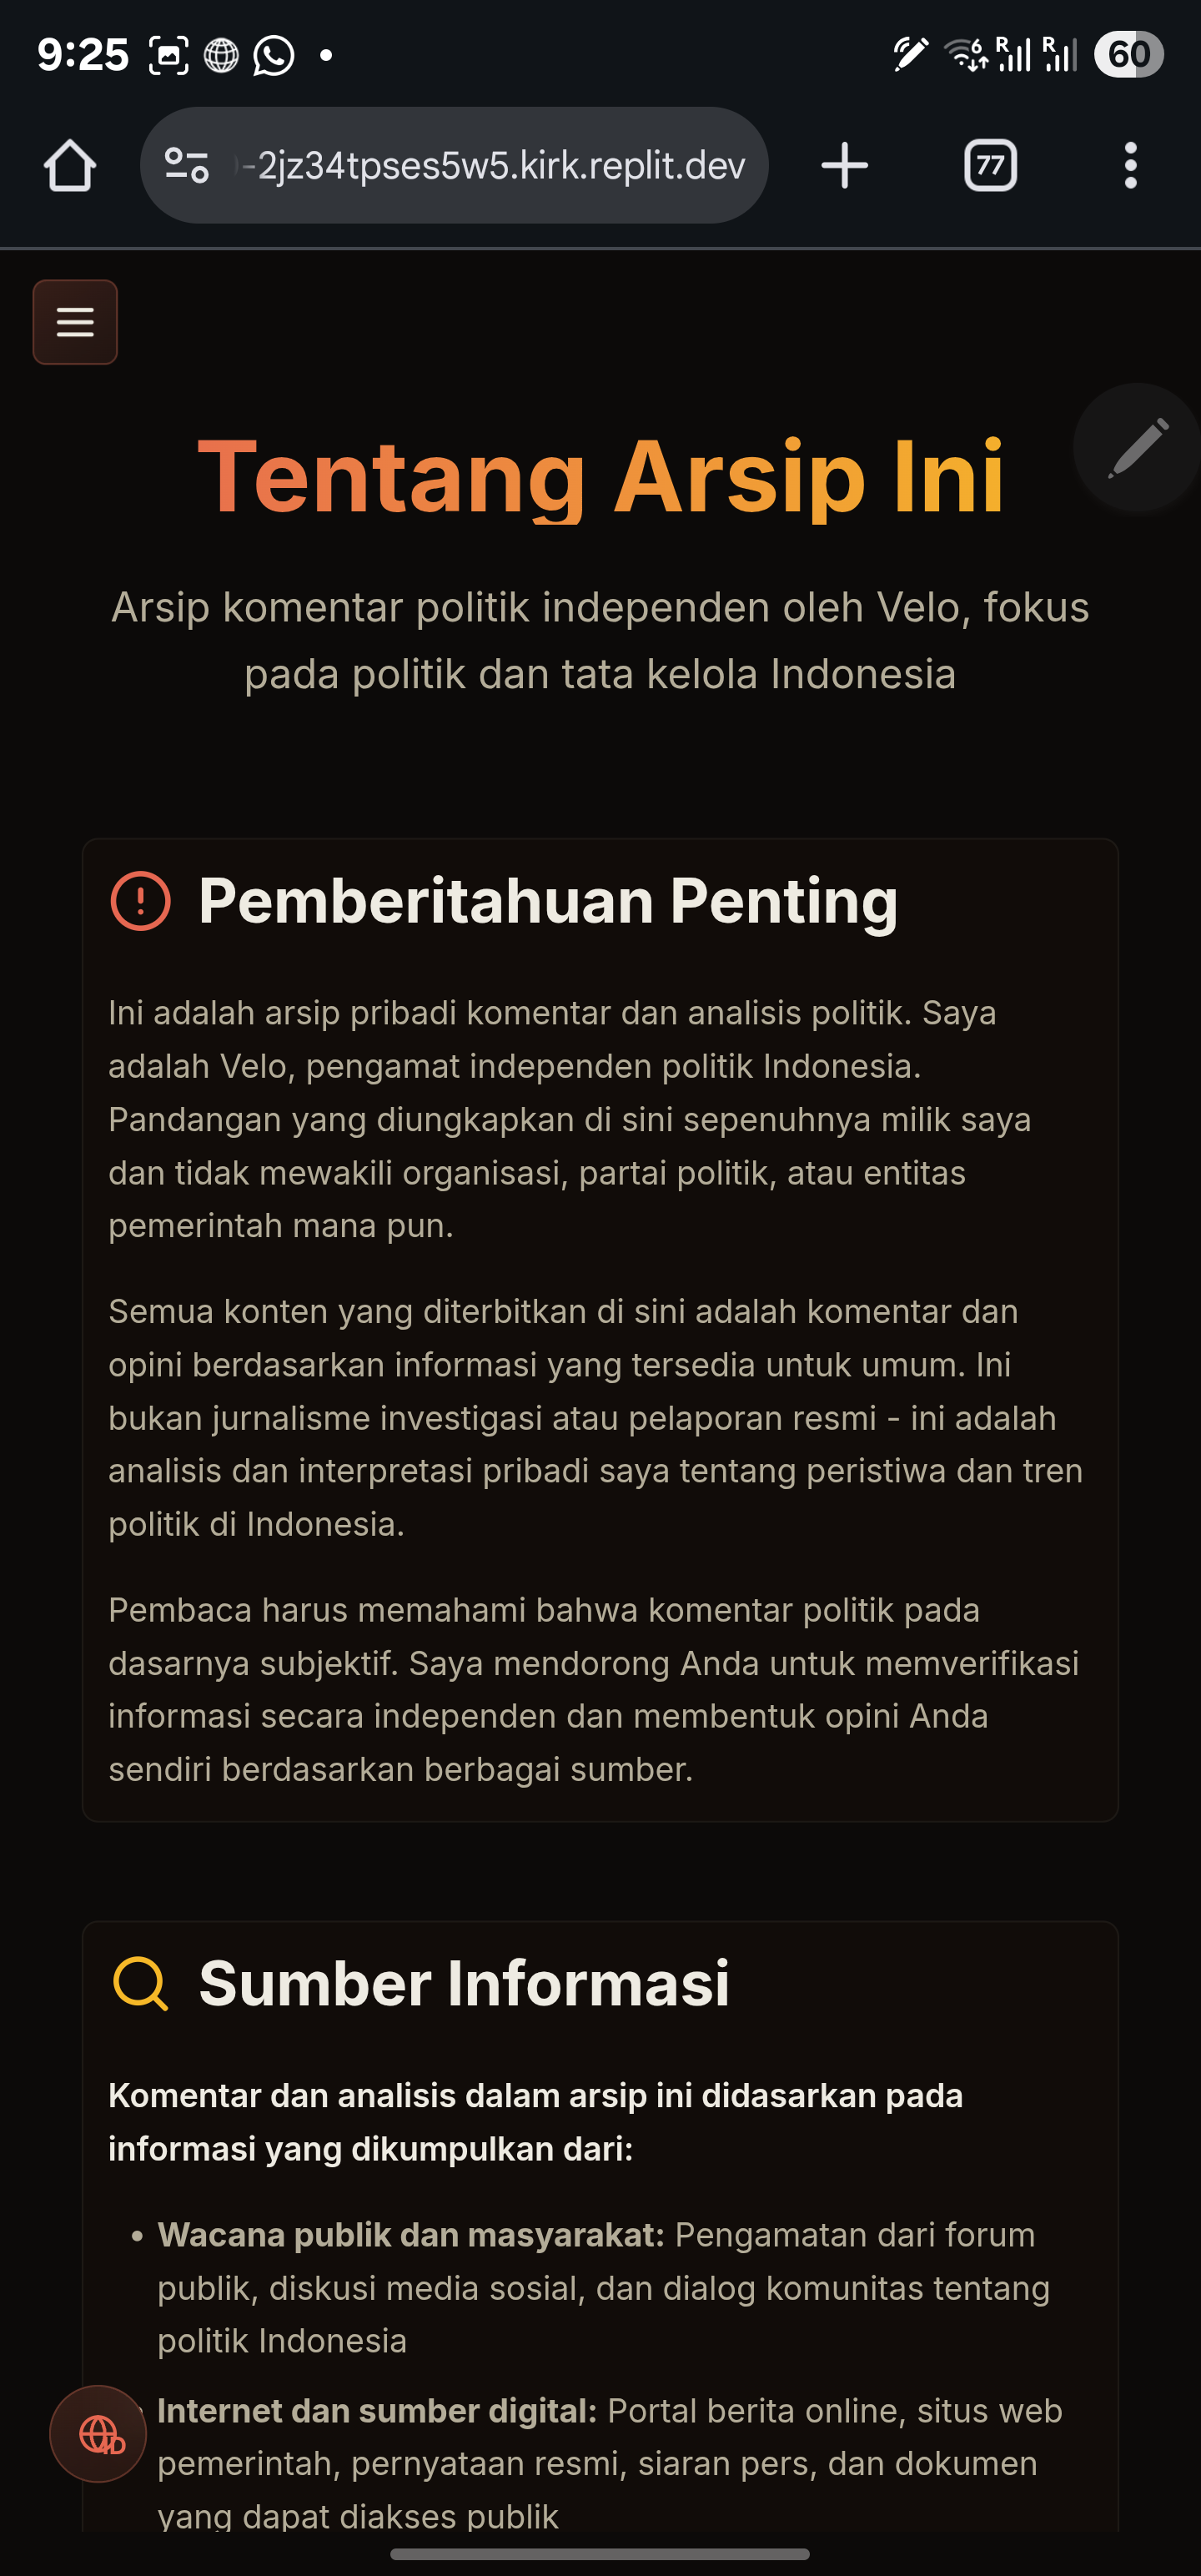 9:25
6
R
R
60
-2jz34tpses5w5.kirk.replit.dev
77
Tentang Arsip Ini
Arsip komentar politik independen oleh Velo, fokus
pada politik dan tata kelola Indonesia
Pemberitahuan Penting
Ini adalah arsip pribadi komentar dan analisis politik. Saya
adalah Velo, pengamat independen politik Indonesia.
Pandangan yang diungkapkan di sini sepenuhnya milik saya
dan tidak mewakili organisasi, partai politik, atau entitas
pemerintah mana pun.
Semua konten yang diterbitkan di sini adalah komentar dan
opini berdasarkan informasi yang tersedia untuk umum. Ini
bukan jurnalisme investigasi atau pelaporan resmi - ini adalah
analisis dan interpretasi pribadi saya tentang peristiwa dan tren
politik di Indonesia.
Pembaca harus memahami bahwa komentar politik pada
dasarnya subjektif. Saya mendorong Anda untuk memverifikasi
informasi secara independen dan membentuk opini Anda
sendiri berdasarkan berbagai sumber.
Sumber Informasi
Komentar dan analisis dalam arsip ini didasarkan pada
informasi yang dikumpulkan dari:
• Wacana publik dan masyarakat: Pengamatan dari forum
publik, diskusi media sosial, dan dialog komunitas tentang
politik Indonesia
• Internet dan sumber digital: Portal berita online, situs web
pemerintah, pernyataan resmi, siaran pers, dan dokumen
yang dapat diakses publik
ID